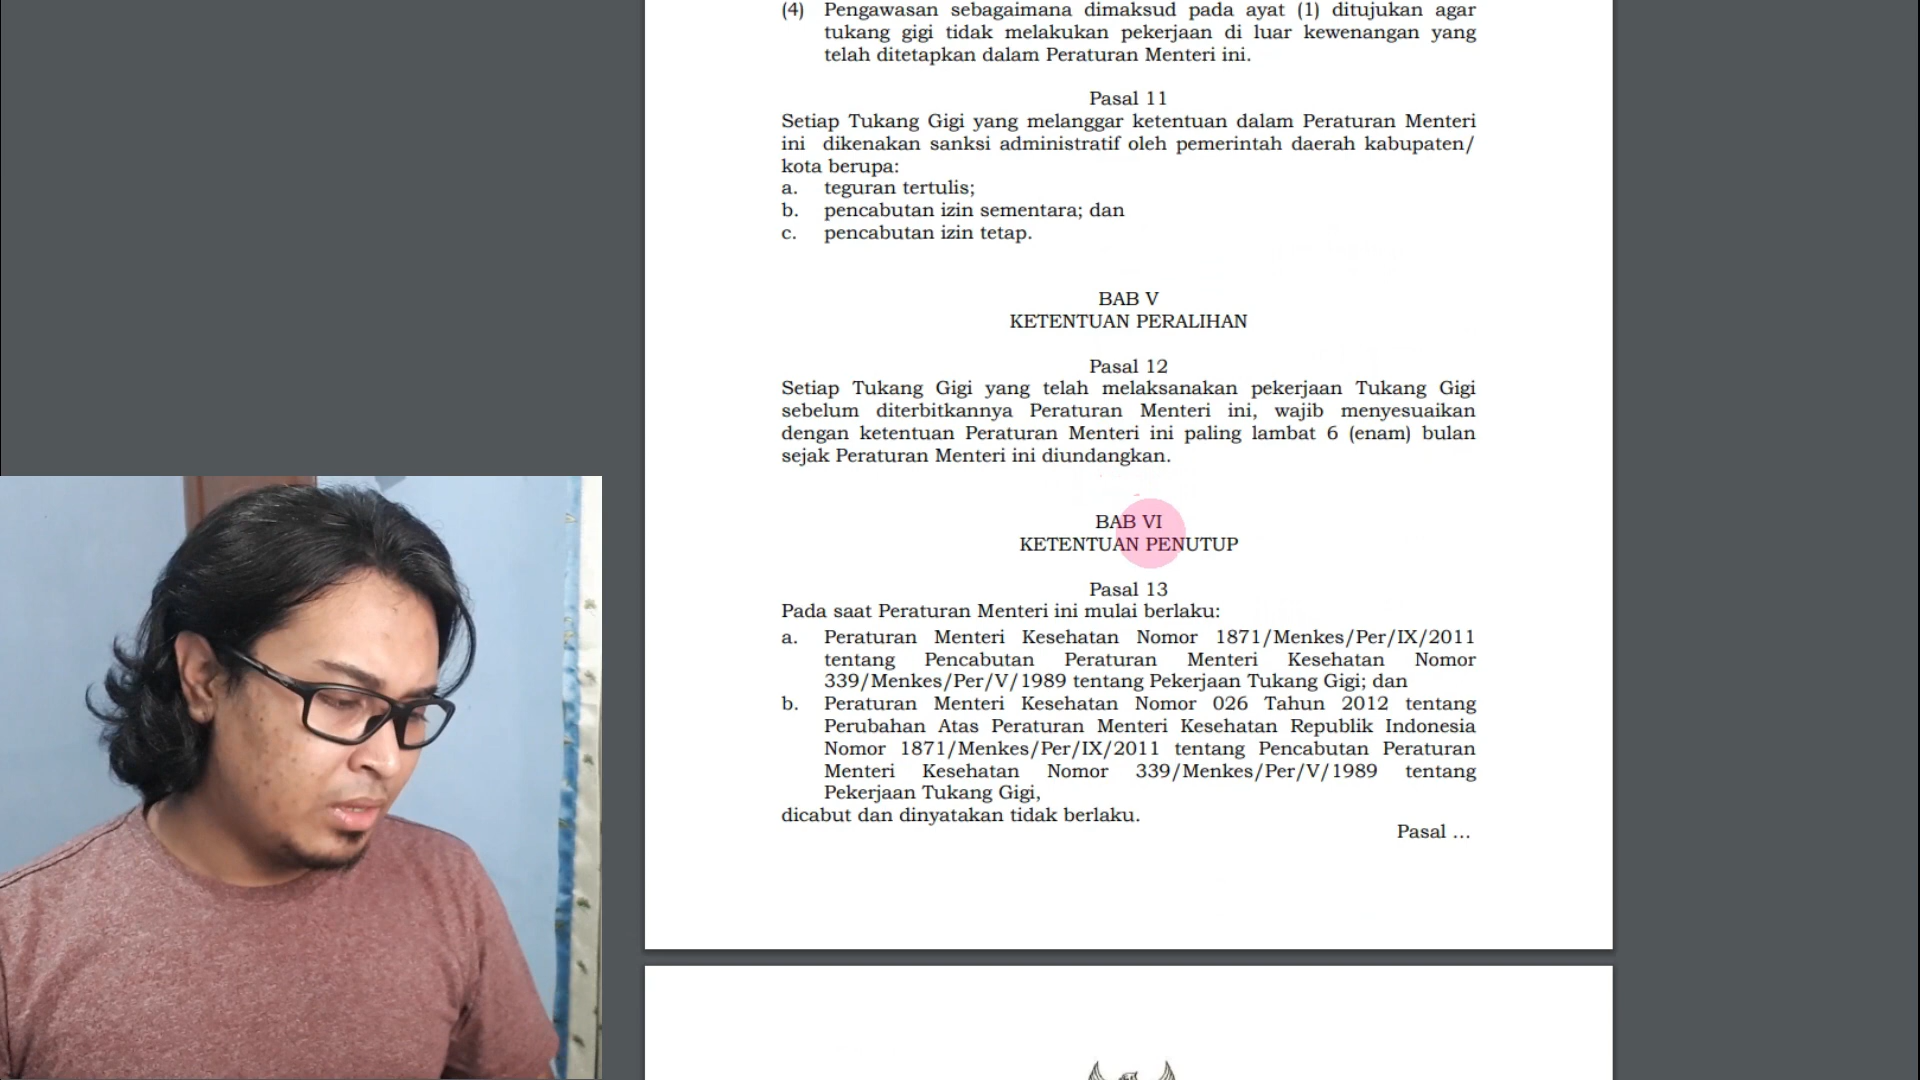 (4) Pengawasan sebagaimana dimaksud pada ayat (1) ditujukan agar
tukang gigi tidak melakukan pekerjaan di luar kewenangan yang
telah ditetapkan dalam Peraturan Menteri ini.
Pasal 11
Setiap Tukang Gigi yang melanggar ketentuan dalam Peraturan Menteri
ini dikenakan sanksi administratif oleh pemerintah daerah kabupaten/
kota berupa:
a. teguran tertulis;
b. pencabutan izin sementara; dan
c. pencabutan izin tetap.
BAB V
KETENTUAN PERALIHAN
Pasal 12
Setiap Tukang Gigi yang telah melaksanakan pekerjaan Tukang Gigi
sebelum diterbitkannya Peraturan Menteri ini, wajib menyesuaikan
dengan ketentuan Peraturan Menteri ini paling lambat 6 (enam) bulan
sejak Peraturan Menteri ini diundangkan.
BAB VI
KETENTUAN PENUTUP
Pasal 13
Pada saat Peraturan Menteri ini mulai berlaku:
a. Peraturan Menteri Kesehatan Nomor 1871/Menkes/Per/IX/2011
tentang Pencabutan Peraturan Menteri Kesehatan Nomor
339/Menkes/Per/V/1989 tentang Pekerjaan Tukang Gigi; dan
b. Peraturan Menteri Kesehatan Nomor 026 Tahun 2012 tentang
Perubahan Atas Peraturan Menteri Kesehatan Republik Indonesia
Nomor 1871/Menkes/Per/IX/2011 tentang Pencabutan Peraturan
Menteri Kesehatan Nomor 339/Menkes/Per/V/1989 tentang
Pekerjaan Tukang Gigi,
dicabut dan dinyatakan tidak berlaku.
Pasal ...